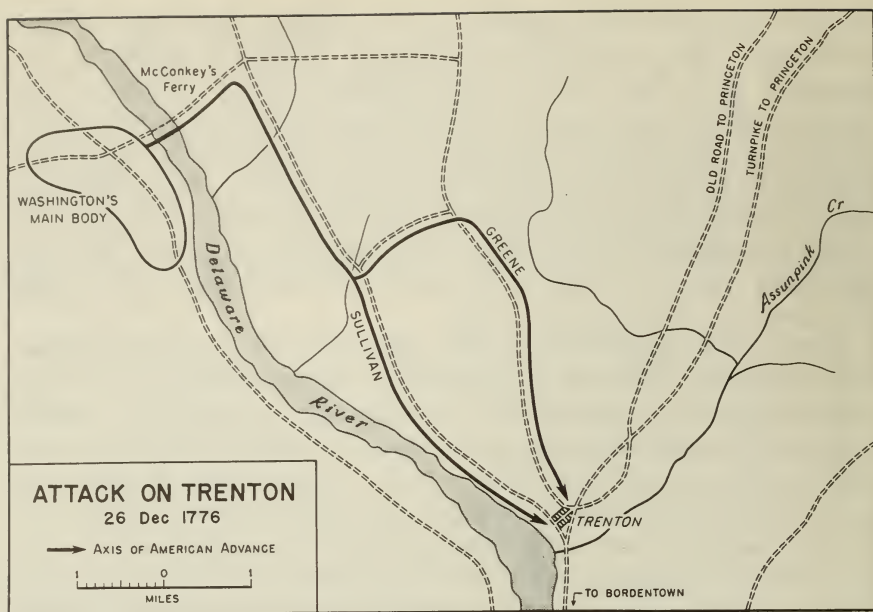 McConkey's
Ferry
WASHINGTON'S
MAIN BODY
Delaware
River
SULLIVAN
GREENE
OLD ROAD TO PRINCETON
TURNPIKE TO PRINCETON
Assunpink
Cr
TRENTON
TO BORDENTOWN
ATTACK ON TRENTON
26 Dec 1776
AXIS OF AMERICAN ADVANCE
1 0 1
MILES